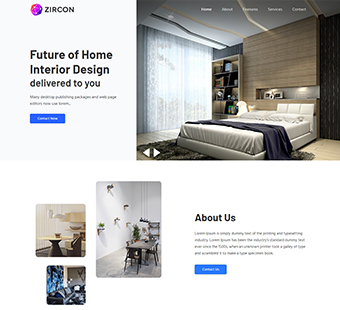 ZIRCON
Home About Features Services Contact
Future of Home
Interior Design
delivered to you
Many desktop publishing packages and web page
editors now use lorem..
Contact Now
About Us
Lorem Ipsum is simply dummy text of the printing and typesetting
industry. Lorem Ipsum has been the industry's standard dummy text
ever since the 1500s, when an unknown printer took a galley of type
and scrambled it to make a type specimen book.
Contact Us